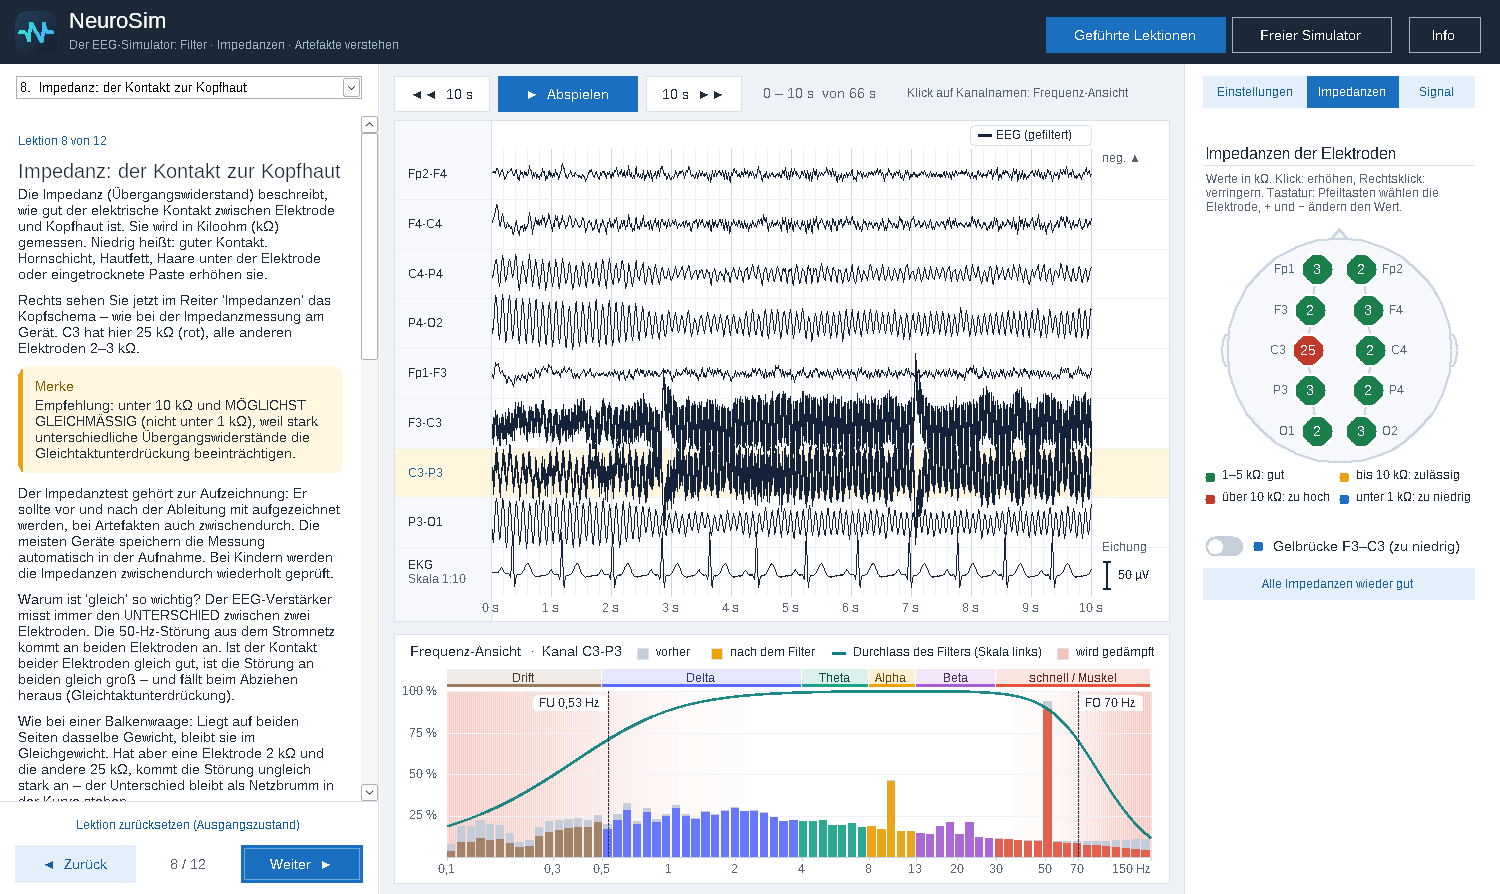 NeuroSim
Der EEG-Simulator: Filter · Impedanzen · Artefakte verstehen
Geführte Lektionen
Freier Simulator
Info
8. Impedanz: der Kontakt zur Kopfhaut
Lektion 8 von 12
Impedanz: der Kontakt zur Kopfhaut
Die Impedanz (Übergangswiderstand) beschreibt,
wie gut der elektrische Kontakt zwischen Elektrode
und Kopfhaut ist. Sie wird in Kiloohm (kΩ)
gemessen. Niedrig heißt: guter Kontakt.
Hornschicht, Hautfett, Haare unter der Elektrode
oder eingetrocknete Paste erhöhen sie.
Rechts sehen Sie jetzt im Reiter 'Impedanzen' das
Kopfschema – wie bei der Impedanzmessung am
Gerät. C3 hat hier 25 kΩ (rot), alle anderen
Elektroden 2–3 kΩ.
Merke
Empfehlung: unter 10 kΩ und MÖGLICHST
GLEICHMÄSSIG (nicht unter 1 kΩ), weil stark
unterschiedliche Übergangswiderstände die
Gleichtaktunterdrückung beeinträchtigen.
Der Impedanztest gehört zur Aufzeichnung: Er
sollte vor und nach der Ableitung mit aufgezeichnet
werden, bei Artefakten auch zwischendurch. Die
meisten Geräte speichern die Messung
automatisch in der Aufnahme. Bei Kindern werden
die Impedanzen zwischendurch wiederholt geprüft.
Warum ist 'gleich' so wichtig? Der EEG-Verstärker
misst immer den UNTERSCHIED zwischen zwei
Elektroden. Die 50-Hz-Störung aus dem Stromnetz
kommt an beiden Elektroden an. Ist der Kontakt
beider Elektroden gleich gut, ist die Störung an
beiden gleich groß – und fällt beim Abziehen
heraus (Gleichtaktunterdrückung).
Wie bei einer Balkenwaage: Liegt auf beiden
Seiten dasselbe Gewicht, bleibt sie im
Gleichgewicht. Hat aber eine Elektrode 2 kΩ und
die andere 25 kΩ, kommt die Störung ungleich
stark an – der Unterschied bleibt als Netzbrumm in
der Kurve stehen.
Lektion zurücksetzen (Ausgangszustand)
◄ Zurück
8 / 12
Weiter ►
◄◄ 10 s
► Abspielen
10 s ►►
0 – 10 s von 66 s
Klick auf Kanalnamen: Frequenz-Ansicht
EEG (gefiltert)
neg. ▲
Fp2-F4
F4-C4
C4-P4
P4-O2
Fp1-F3
F3-C3
C3-P3
P3-O1
EKG
Skala 1:10
Eichung
50 µV
0 s 1 s 2 s 3 s 4 s 5 s 6 s 7 s 8 s 9 s 10 s
Frequenz-Ansicht · Kanal C3-P3
vorher
nach dem Filter
Durchlass des Filters (Skala links)
wird gedämpft
Drift Delta Theta Alpha Beta schnell / Muskel
100 %
FU 0,53 Hz
FO 70 Hz
75 %
50 %
25 %
0,1 0,3 0,5 1 2 4 8 13 20 30 50 70 150 Hz
Einstellungen
Impedanzen
Signal
Impedanzen der Elektroden
Werte in kΩ. Klick: erhöhen, Rechtsklick:
verringern. Tastatur: Pfeiltasten wählen die
Elektrode, + und − ändern den Wert.
Fp1 3 2 Fp2
F3 2 3 F4
C3 25 2 C4
P3 3 2 P4
O1 2 3 O2
1–5 kΩ: gut
bis 10 kΩ: zulässig
über 10 kΩ: zu hoch
unter 1 kΩ: zu niedrig
Gelbrücke F3–C3 (zu niedrig)
Alle Impedanzen wieder gut